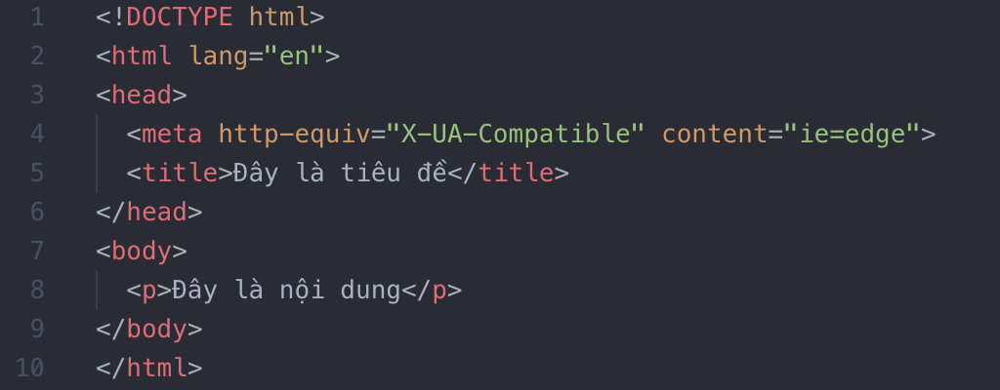 1 <!DOCTYPE html>
2 <html lang="en">
3 <head>
4 <meta http-equiv="X-UA-Compatible" content="ie=edge">
5 <title>Đây là tiêu đề</title>
6 </head>
7 <body>
8 <p>Đây là nội dung</p>
9 </body>
10 </html>